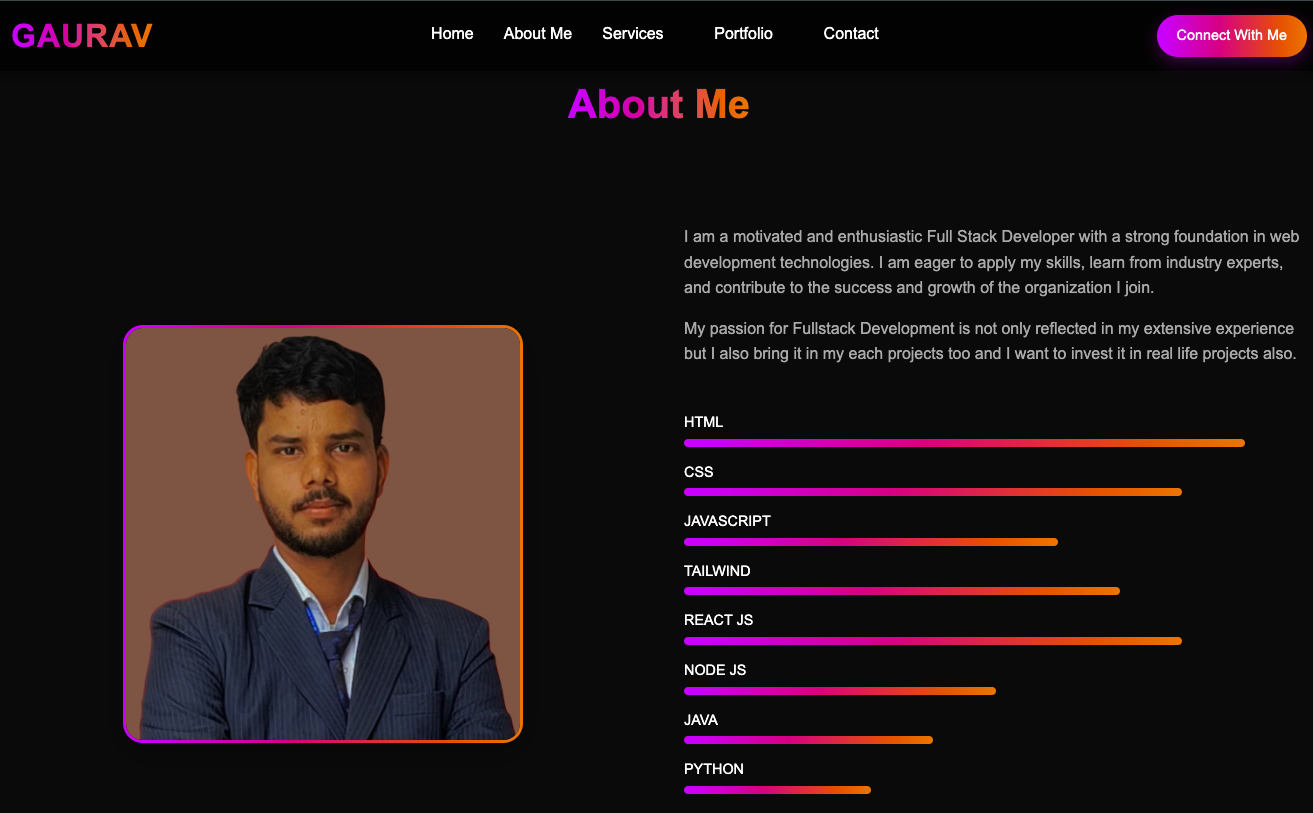 GAURAV
Home About Me Services Portfolio Contact
Connect With Me
About Me
I am a motivated and enthusiastic Full Stack Developer with a strong foundation in web
development technologies. I am eager to apply my skills, learn from industry experts,
and contribute to the success and growth of the organization I join.
My passion for Fullstack Development is not only reflected in my extensive experience
but I also bring it in my each projects too and I want to invest it in real life projects also.
HTML
CSS
JAVASCRIPT
TAILWIND
REACT JS
NODE JS
JAVA
PYTHON